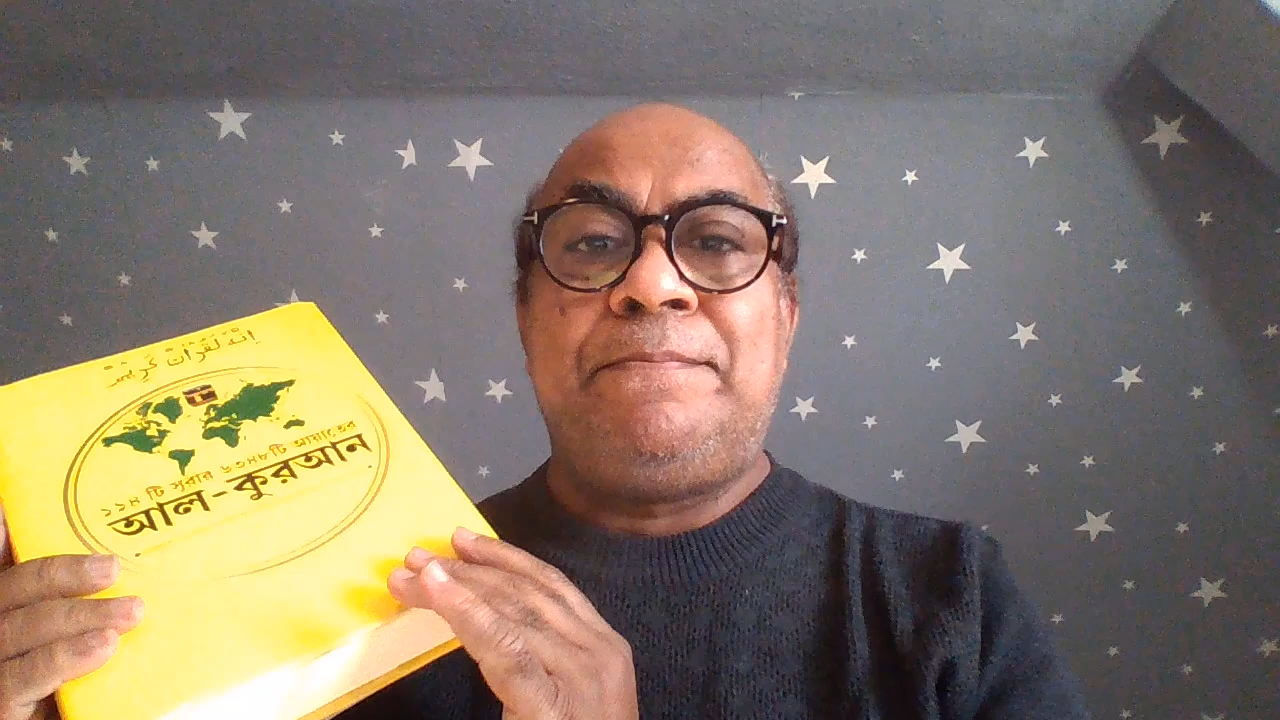 إنه لقرآن كريم
১১৪ টি সূরার ৬৩৪৮টি আয়াতের
আল-কুরআন